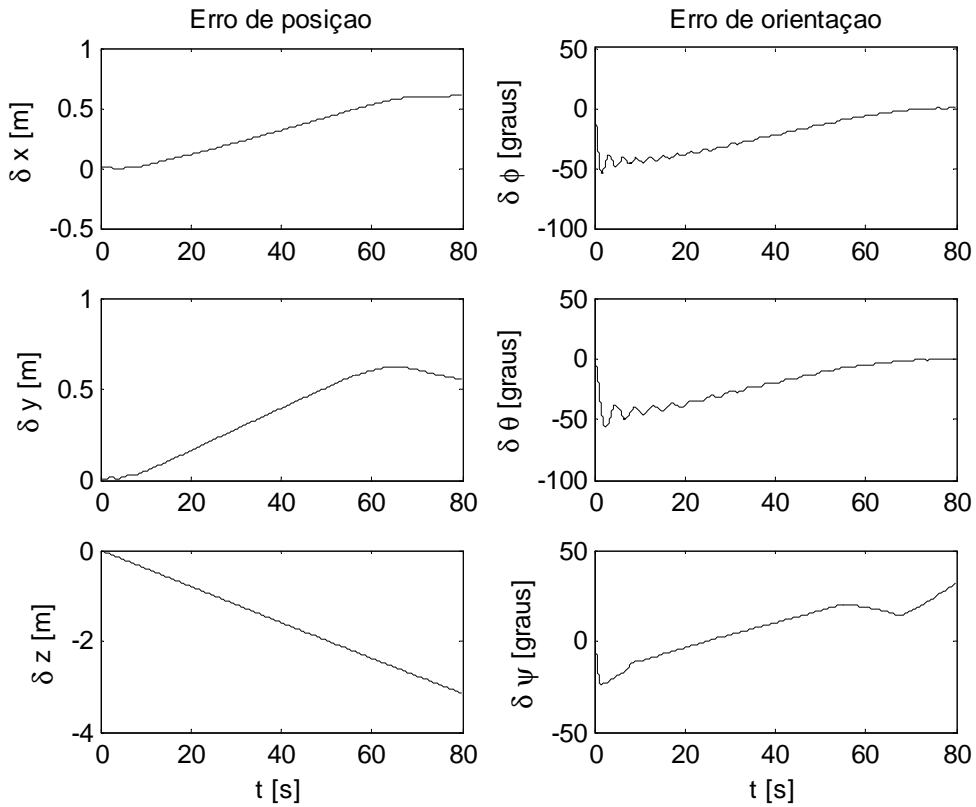 Erro de posiçao
Erro de orientaçao
1
0.5
0
-0.5
δ x [m]
0 20 40 60 80
50
0
-50
-100
δ ϕ [graus]
0 20 40 60 80
1
0.5
0
δ y [m]
0 20 40 60 80
50
0
-50
-100
δ θ [graus]
0 20 40 60 80
0
-2
-4
δ z [m]
0 20 40 60 80
t [s]
50
0
-50
δ ψ [graus]
0 20 40 60 80
t [s]